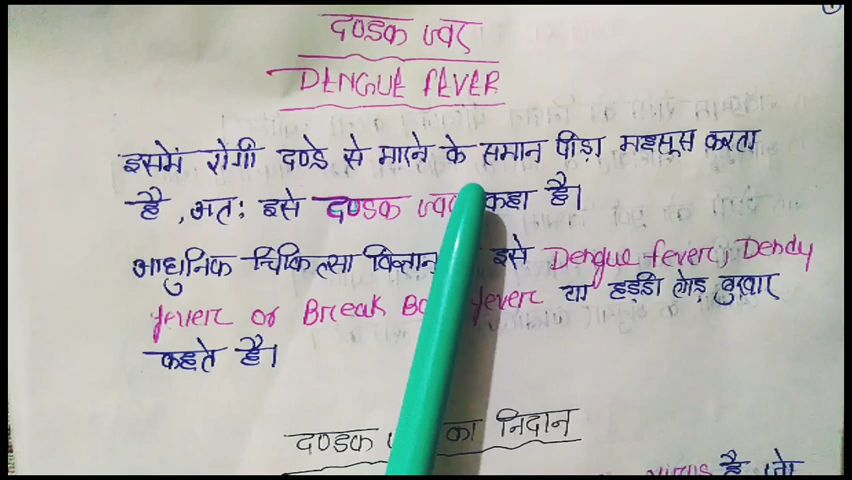 दण्डक ज्वर
DENGUE FEVER
इसमें रोगी दण्डे से मारने के समान पीड़ा महसूस करता
है, अतः इसे दण्डक ज्वर कहा है।
आधुनिक चिकित्सा विज्ञान इसे Dengue fever, Dendy
fever or Break fever या हड्डी तोड़ बुखार
कहते है।
दण्डक का निदान
है जो